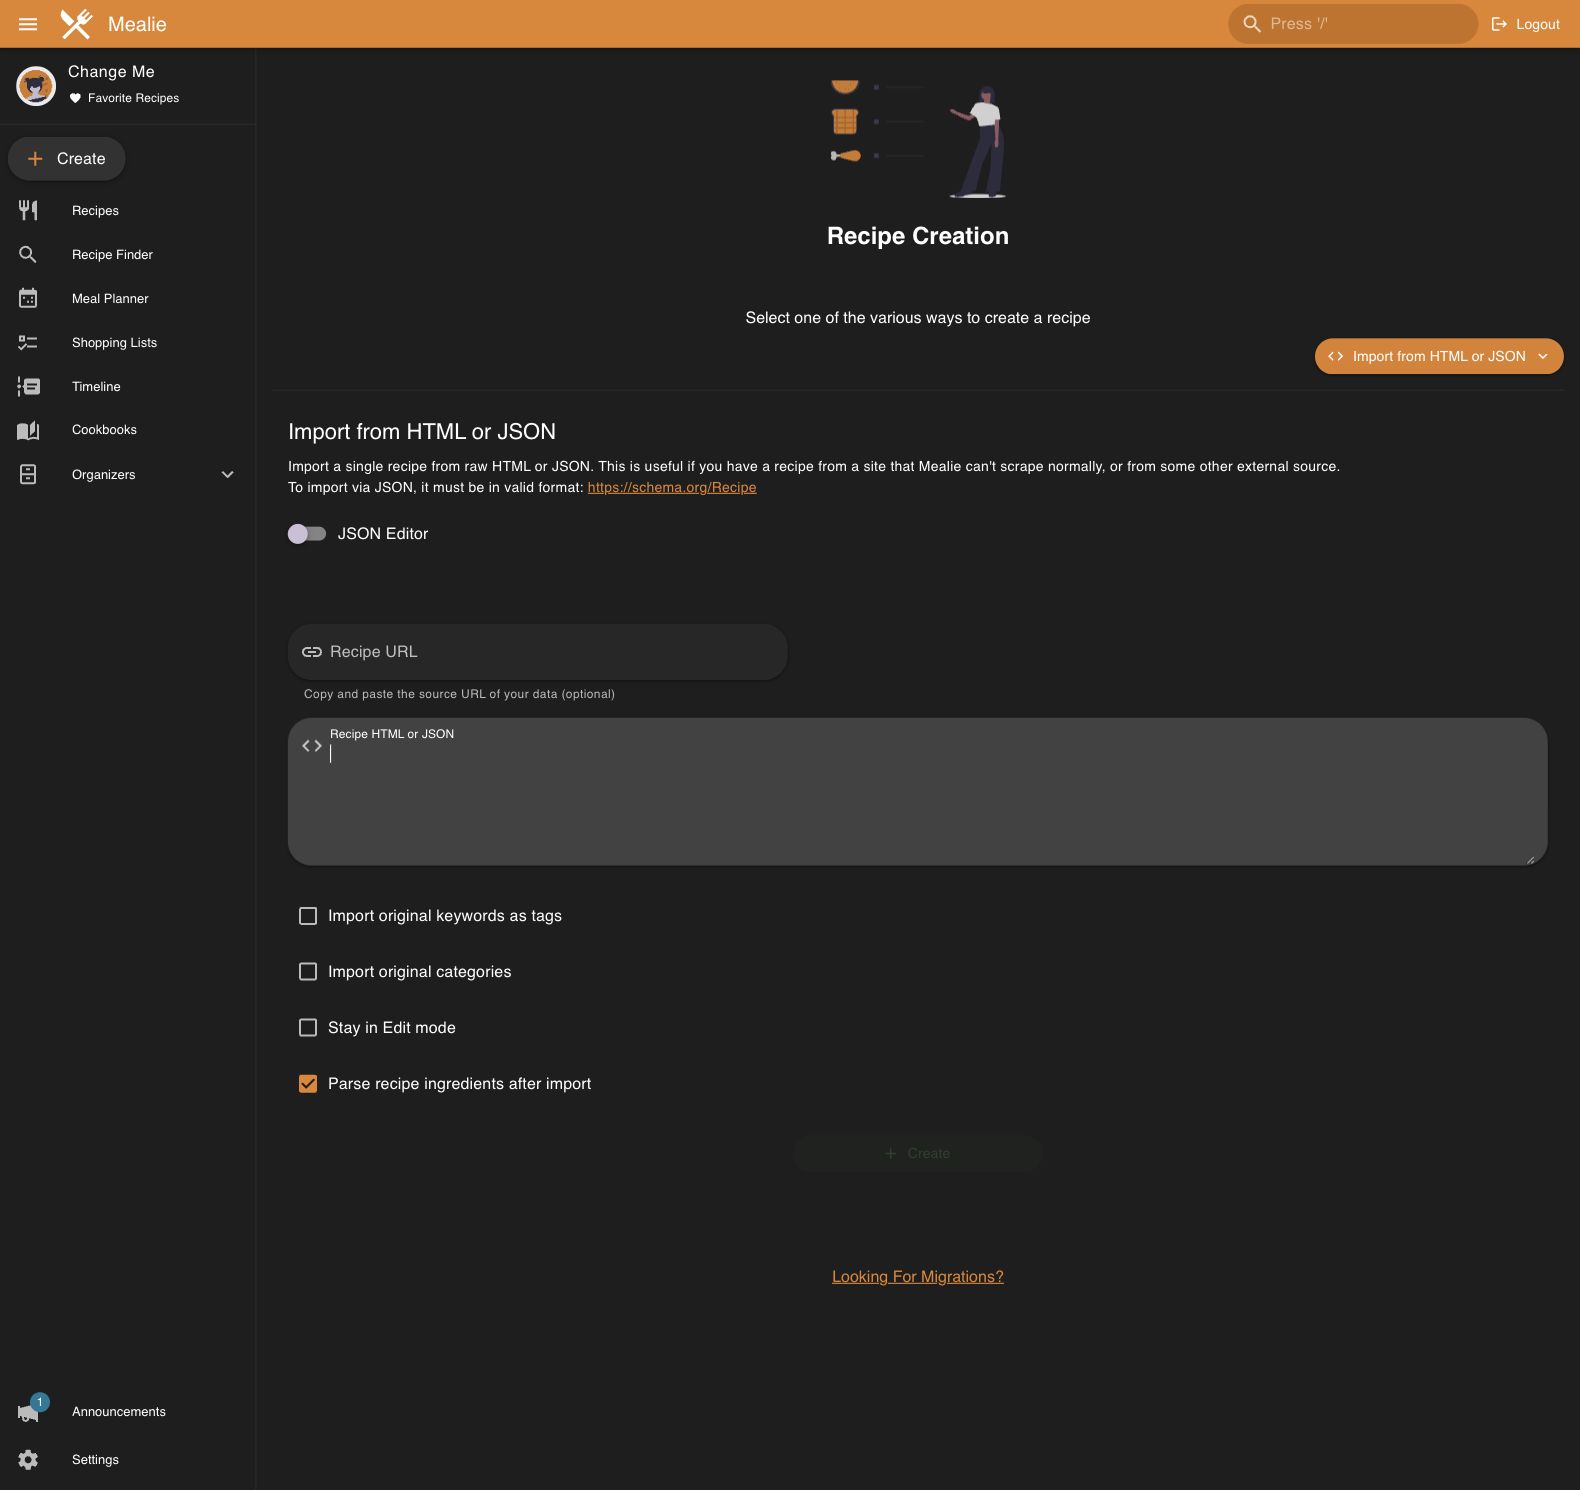 Mealie
Press '/'
Logout
Change Me
Favorite Recipes
Create
Recipes
Recipe Finder
Meal Planner
Shopping Lists
Timeline
Cookbooks
Organizers
Recipe Creation
Select one of the various ways to create a recipe
Import from HTML or JSON
Import from HTML or JSON
Import a single recipe from raw HTML or JSON. This is useful if you have a recipe from a site that Mealie can't scrape normally, or from some other external source.
To import via JSON, it must be in valid format: https://schema.org/Recipe
JSON Editor
Recipe URL
Copy and paste the source URL of your data (optional)
Recipe HTML or JSON
Import original keywords as tags
Import original categories
Stay in Edit mode
Parse recipe ingredients after import
Create
Looking For Migrations?
1
Announcements
Settings